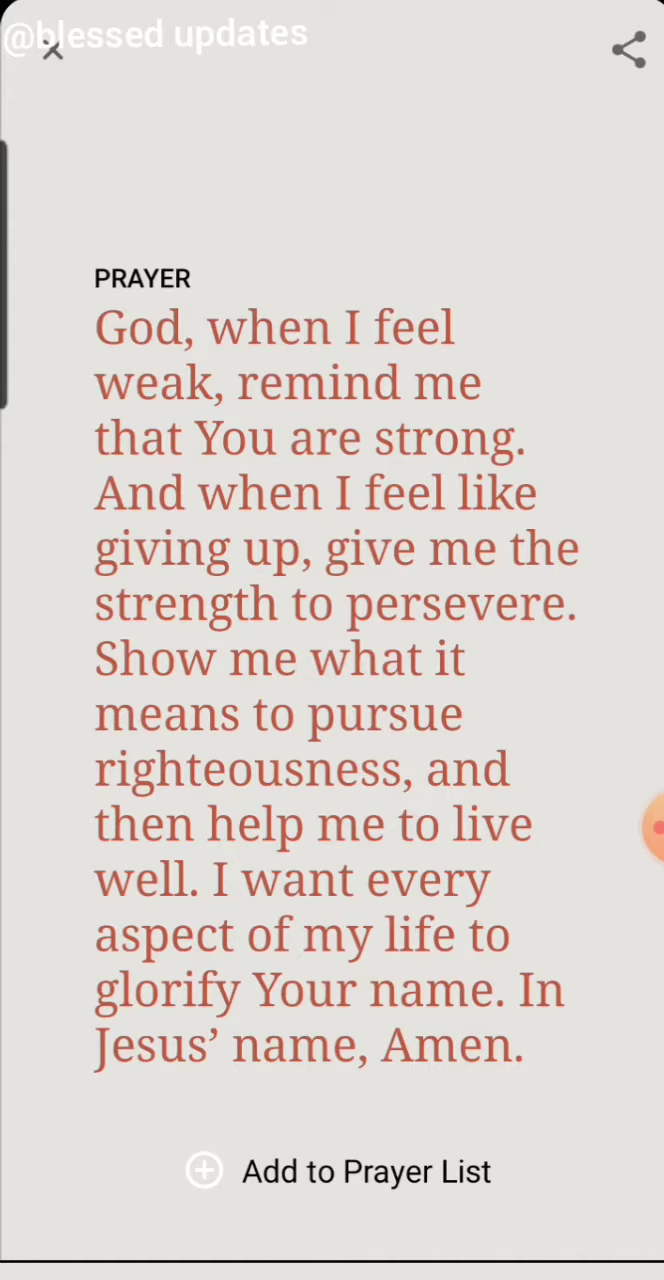 @blessed updates
PRAYER
God, when I feel
weak, remind me
that You are strong.
And when I feel like
giving up, give me the
strength to persevere.
Show me what it
means to pursue
righteousness, and
then help me to live
well. I want every
aspect of my life to
glorify Your name. In
Jesus’ name, Amen.
Add to Prayer List